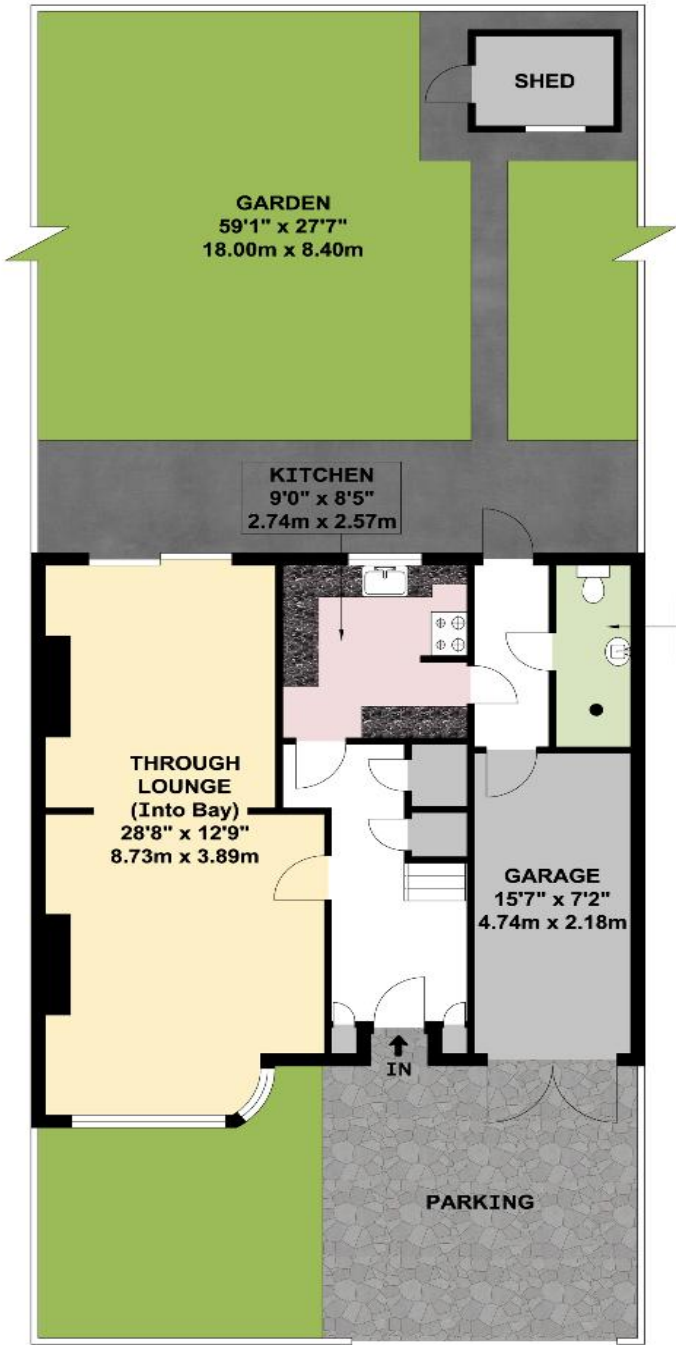 SHED
GARDEN
59'1" x 27'7"
18.00m x 8.40m
KITCHEN
9'0" x 8'5"
2.74m x 2.57m
THROUGH
LOUNGE
(Into Bay)
28'8" x 12'9"
8.73m x 3.89m
GARAGE
15'7" x 7'2"
4.74m x 2.18m
IN
PARKING